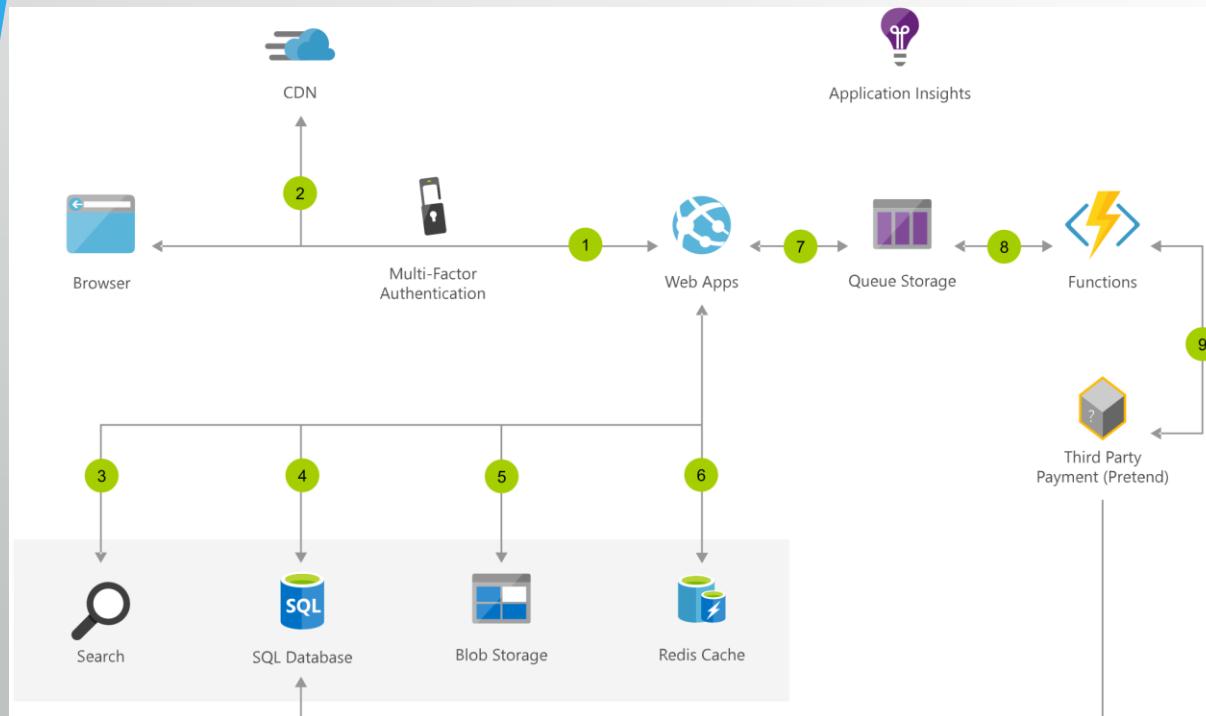 CDN
Application Insights
2
Browser
Multi-Factor
Authentication
1
Web Apps
7
Queue Storage
8
Functions
9
?
Third Party
Payment (Pretend)
3
4
5
6
Search
SQL
SQL Database
Blob Storage
Redis Cache